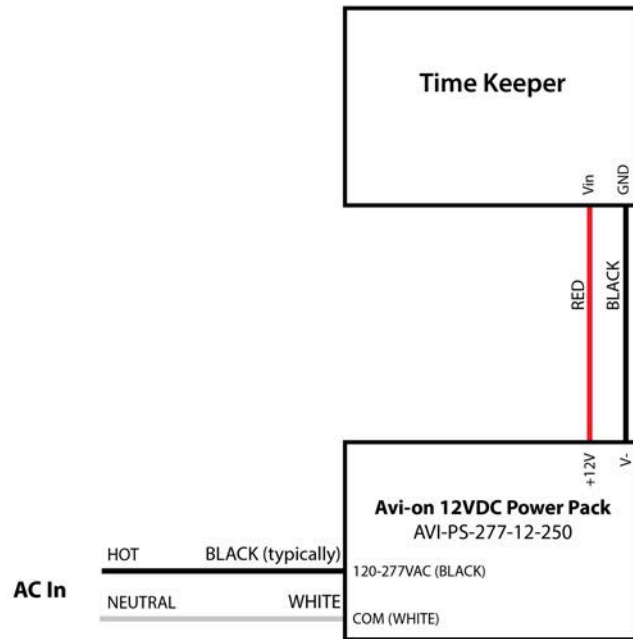 Time Keeper
Vin
GND
RED
BLACK
+12V
V-
Avi-on 12VDC Power Pack
AVI-PS-277-12-250
HOT
BLACK (typically)
120-277VAC (BLACK)
AC In
NEUTRAL
WHITE
COM (WHITE)